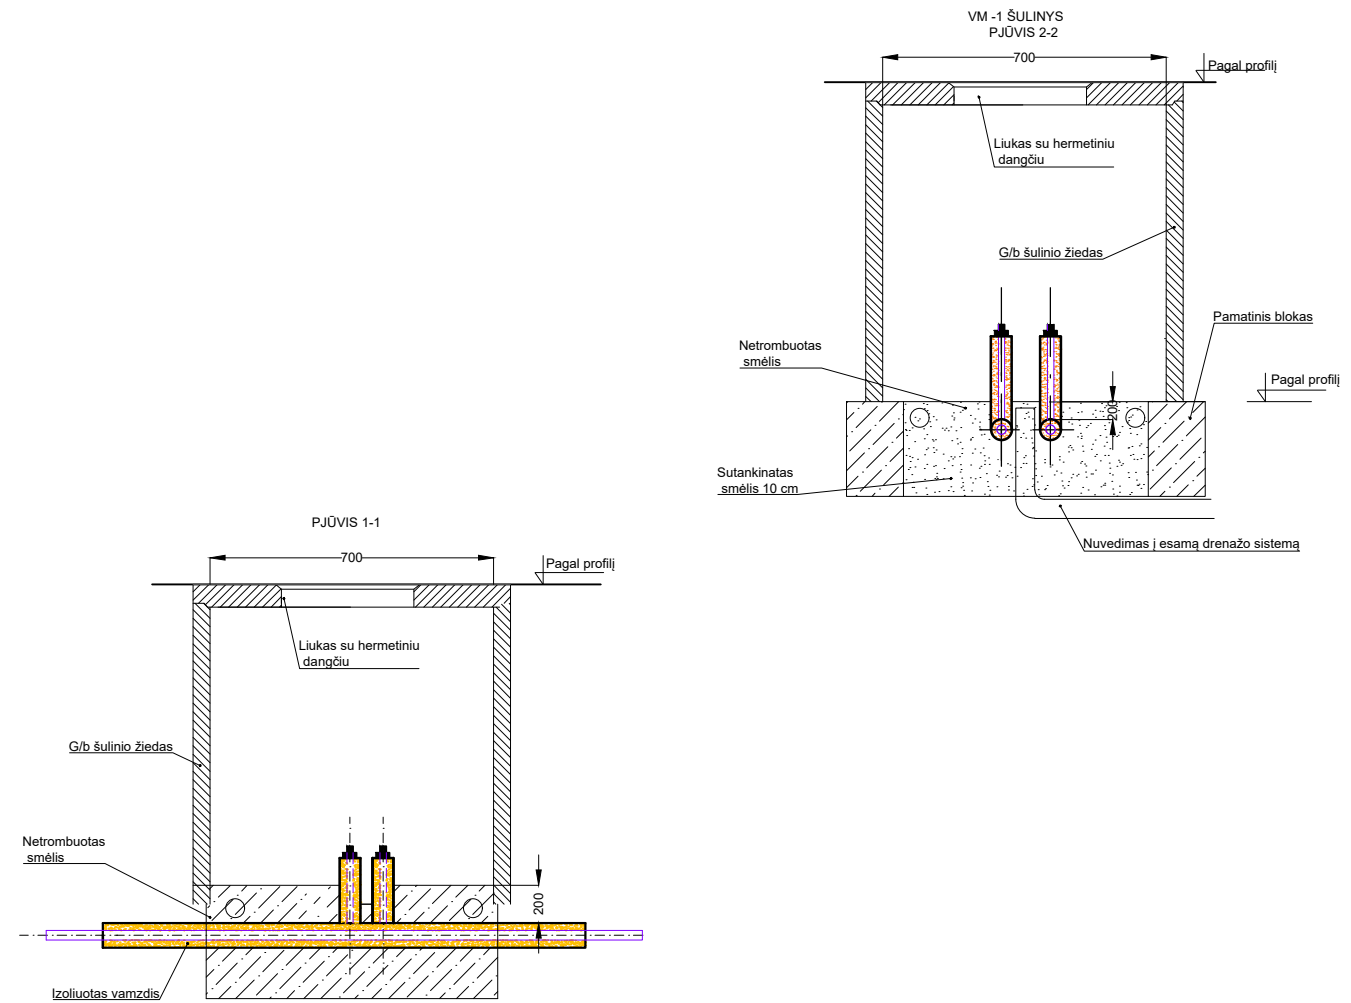 VM -1 ŠULINYS
PJŪVIS 2-2
700
Pagal profilį
Liukas su hermetiniu
dangčiu
G/b šulinio žiedas
Pamatinis blokas
Netrombuotas
smėlis
Pagal profilį
200
Sutankinatas
smėlis 10 cm
Nuvedimas į esamą drenažo sistemą
PJŪVIS 1-1
700
Pagal profilį
Liukas su hermetiniu
dangčiu
G/b šulinio žiedas
Netrombuotas
smėlis
200
Izoliuotas vamzdis